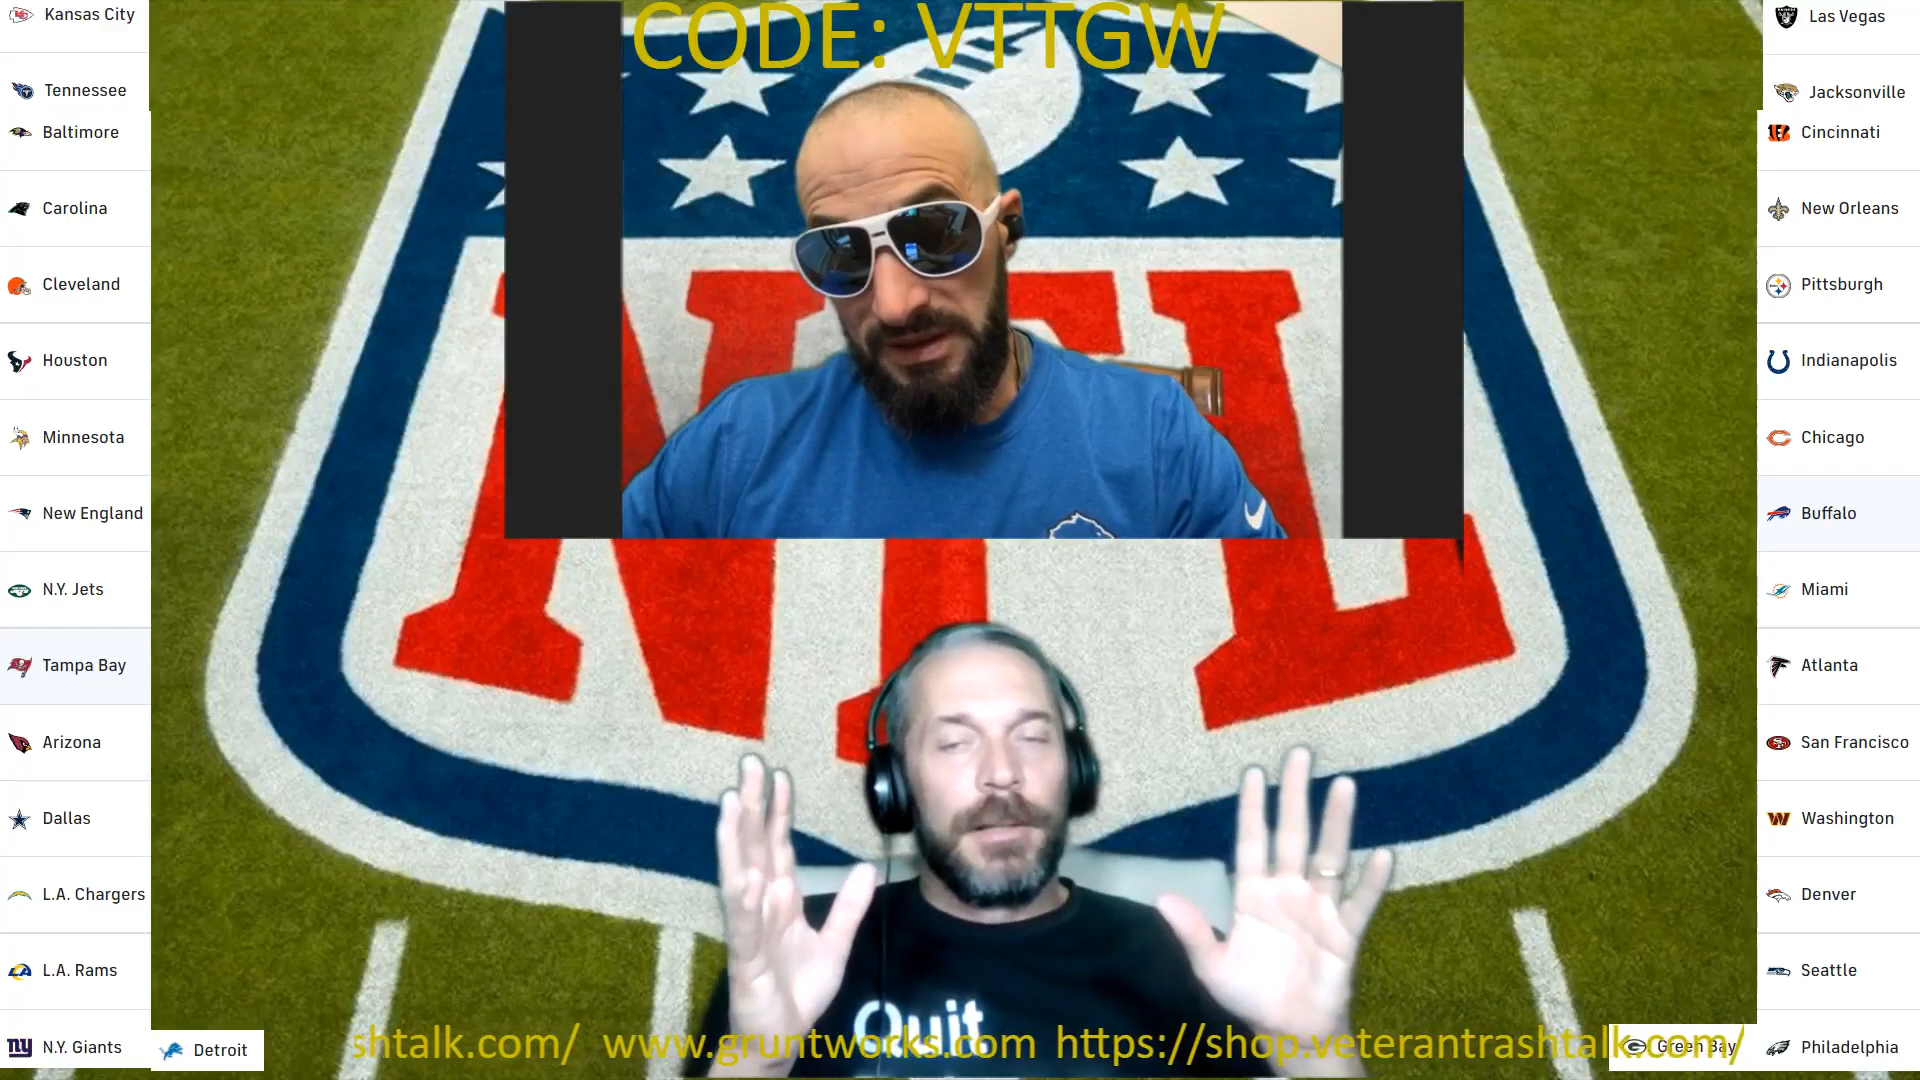 CODE: VTTGW
Kansas City
Tennessee
Baltimore
Carolina
Cleveland
Houston
Minnesota
New England
N.Y. Jets
Tampa Bay
Arizona
Dallas
L.A. Chargers
L.A. Rams
N.Y. Giants
Detroit
Las Vegas
Jacksonville
Cincinnati
New Orleans
Pittsburgh
Indianapolis
Chicago
Buffalo
Miami
Atlanta
San Francisco
Washington
Denver
Seattle
Philadelphia
Green Bay
NFL
Quit
shtalk.com/ www.gruntworks.com https://shop.veterantrashtalk.com/